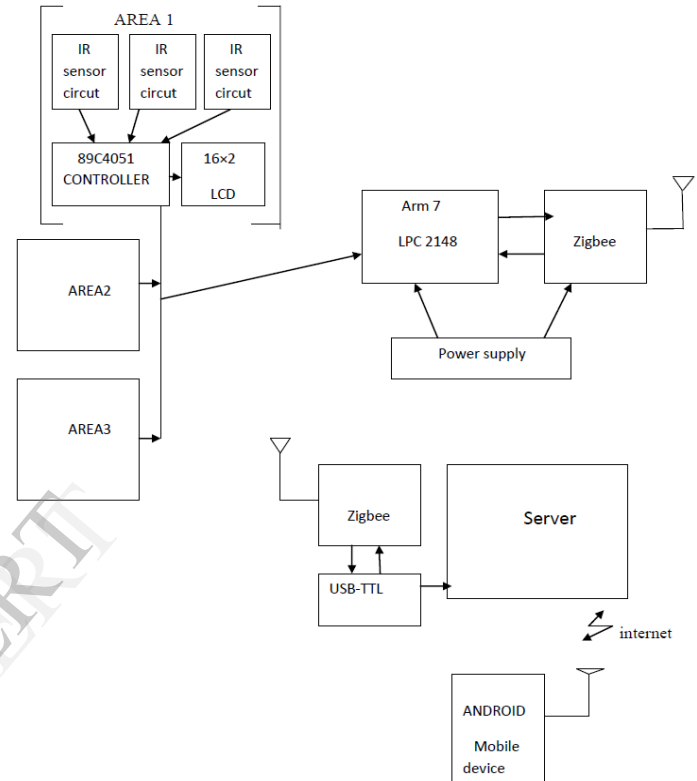 AREA 1
IR
sensor
circut
IR
sensor
circut
IR
sensor
circut
89C4051
CONTROLLER
16×2
LCD
Arm 7
LPC 2148
Zigbee
AREA2
Power supply
AREA3
Zigbee
Server
USB-TTL
internet
ANDROID
Mobile
device